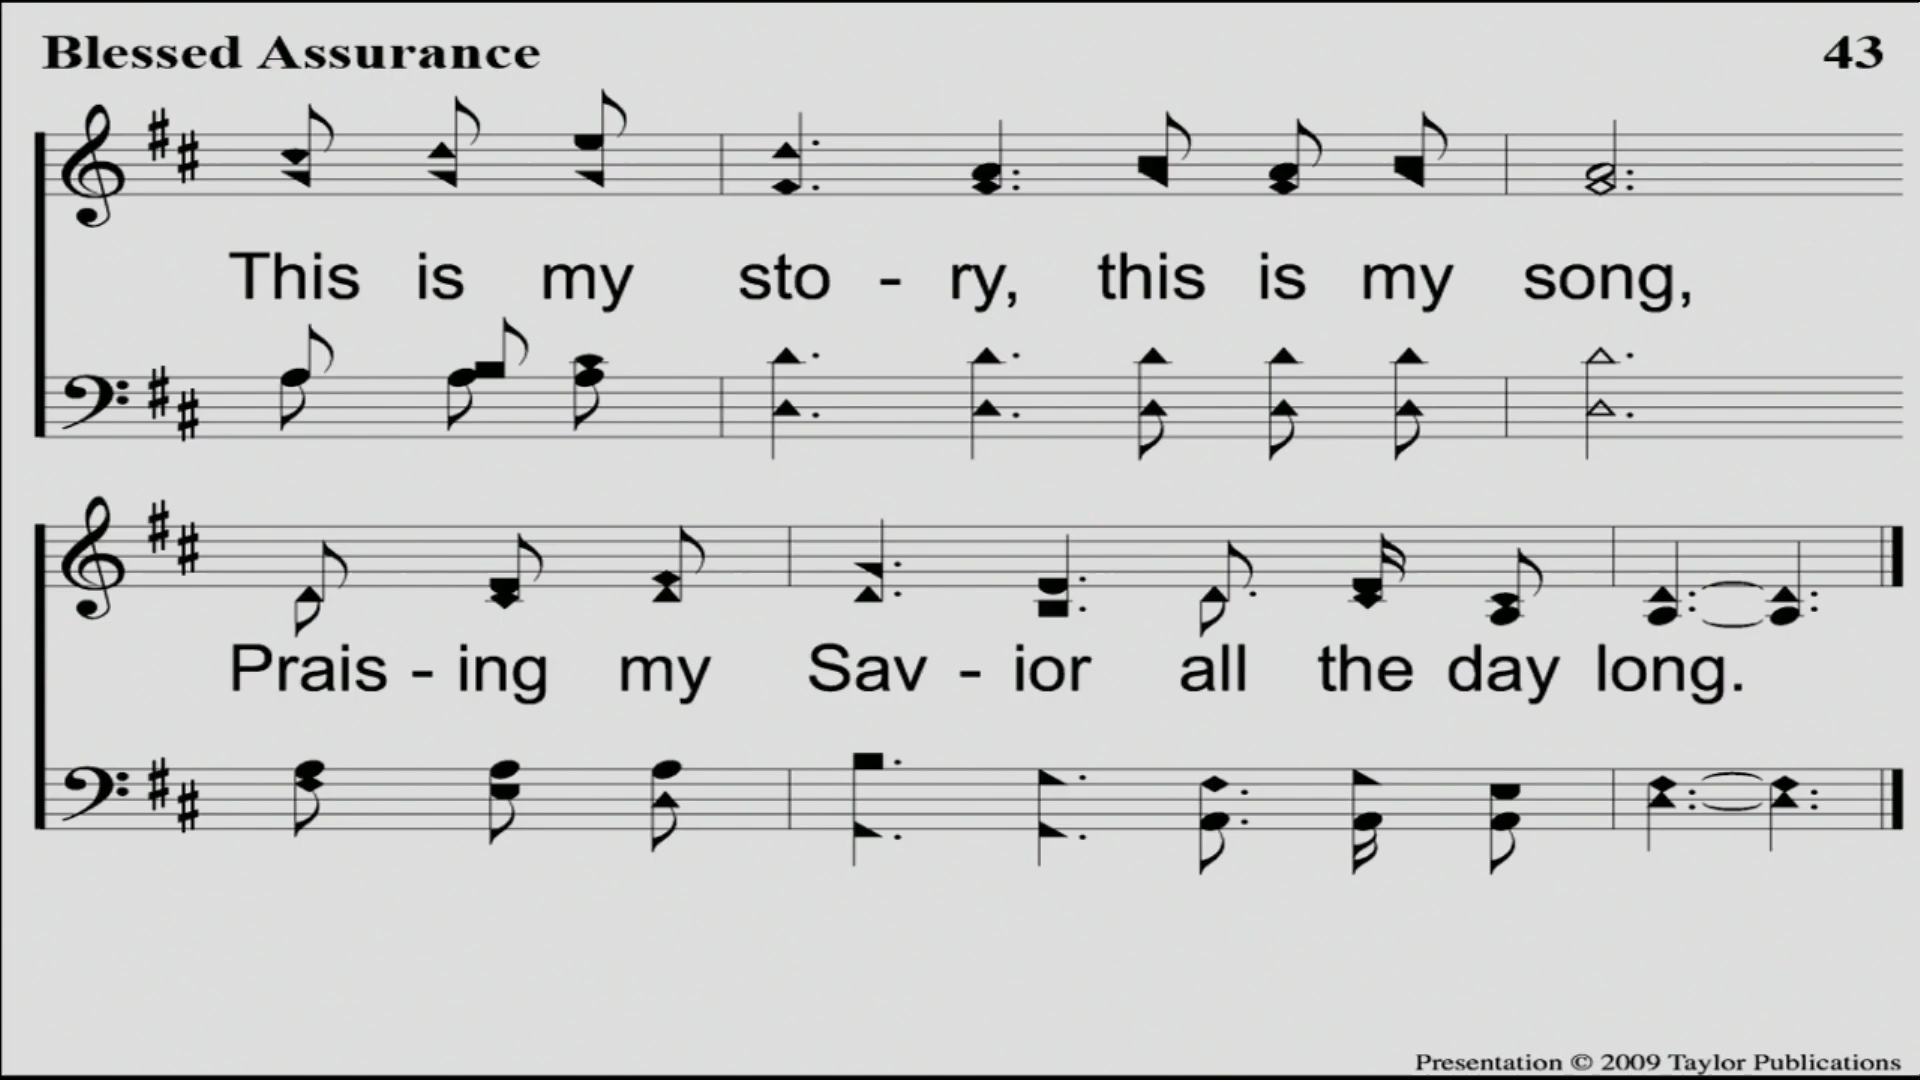 Blessed Assurance 43
This is my sto - ry, this is my song,
Prais - ing my Sav - ior all the day long.
Presentation © 2009 Taylor Publications